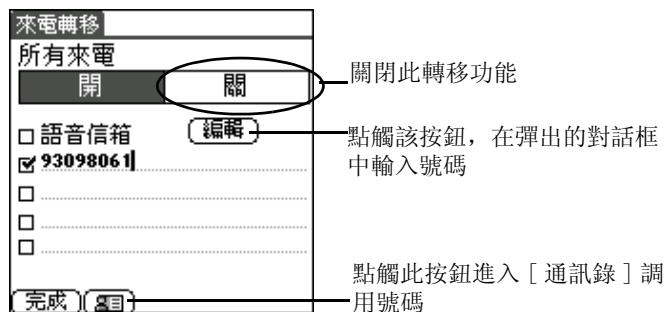 來電轉移
所有來電
開 關
關閉此轉移功能
語音信箱 編輯
點觸該按鈕，在彈出的對話框
中輸入號碼
93098061
點觸此按鈕進入［通訊錄］調
用號碼
完成